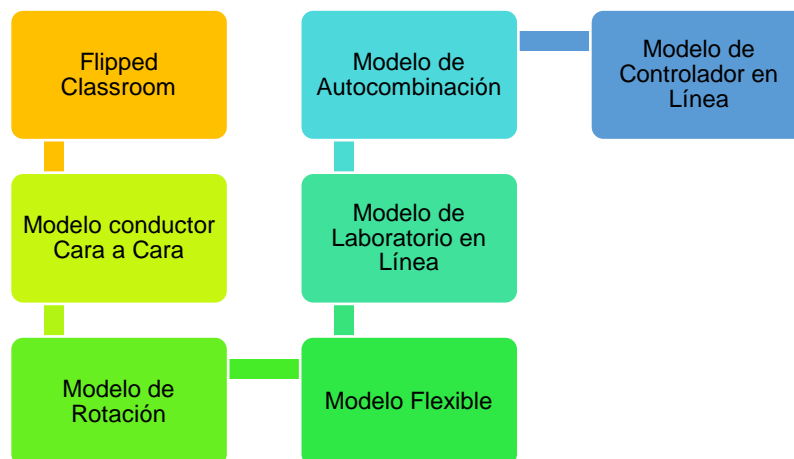 Flipped
Classroom
Modelo conductor
Cara a Cara
Modelo de
Rotación
Modelo Flexible
Modelo de
Laboratorio en
Línea
Modelo de
Autocombinación
Modelo de
Controlador en
Línea